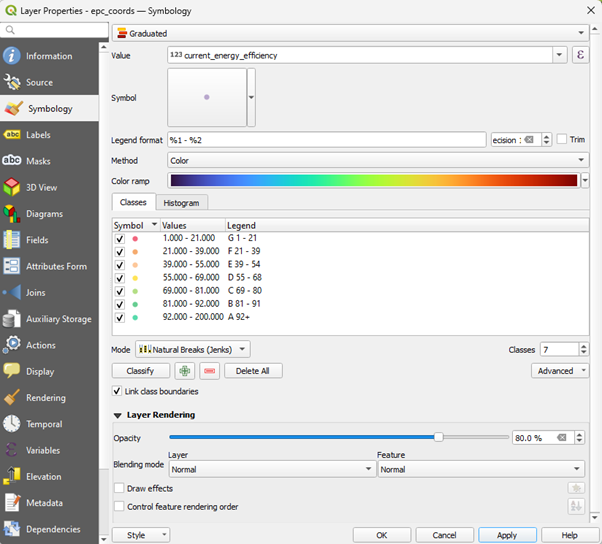 Layer Properties - epc_coords — Symbology
Information
Source
Symbology
Labels
Masks
3D View
Diagrams
Fields
Attributes Form
Joins
Auxiliary Storage
Actions
Display
Rendering
Temporal
Variables
Elevation
Metadata
Dependencies
Graduated
Value 123 current_energy_efficiency ε
Symbol
Legend format %1 - %2 ecision : Trim
Method Color
Color ramp
Classes Histogram
Symbol Values Legend
1.000 - 21.000 G 1 - 21
21.000 - 39.000 F 21 - 39
39.000 - 55.000 E 39 - 54
55.000 - 69.000 D 55 - 68
69.000 - 81.000 C 69 - 80
81.000 - 92.000 B 81 - 91
92.000 - 200.000 A 92+
Mode Natural Breaks (Jenks) Classes 7
Classify Delete All Advanced
Link class boundaries
Layer Rendering
Opacity 80.0 %
Layer Feature
Blending mode Normal Normal
Draw effects
Control feature rendering order
Style OK Cancel Apply Help